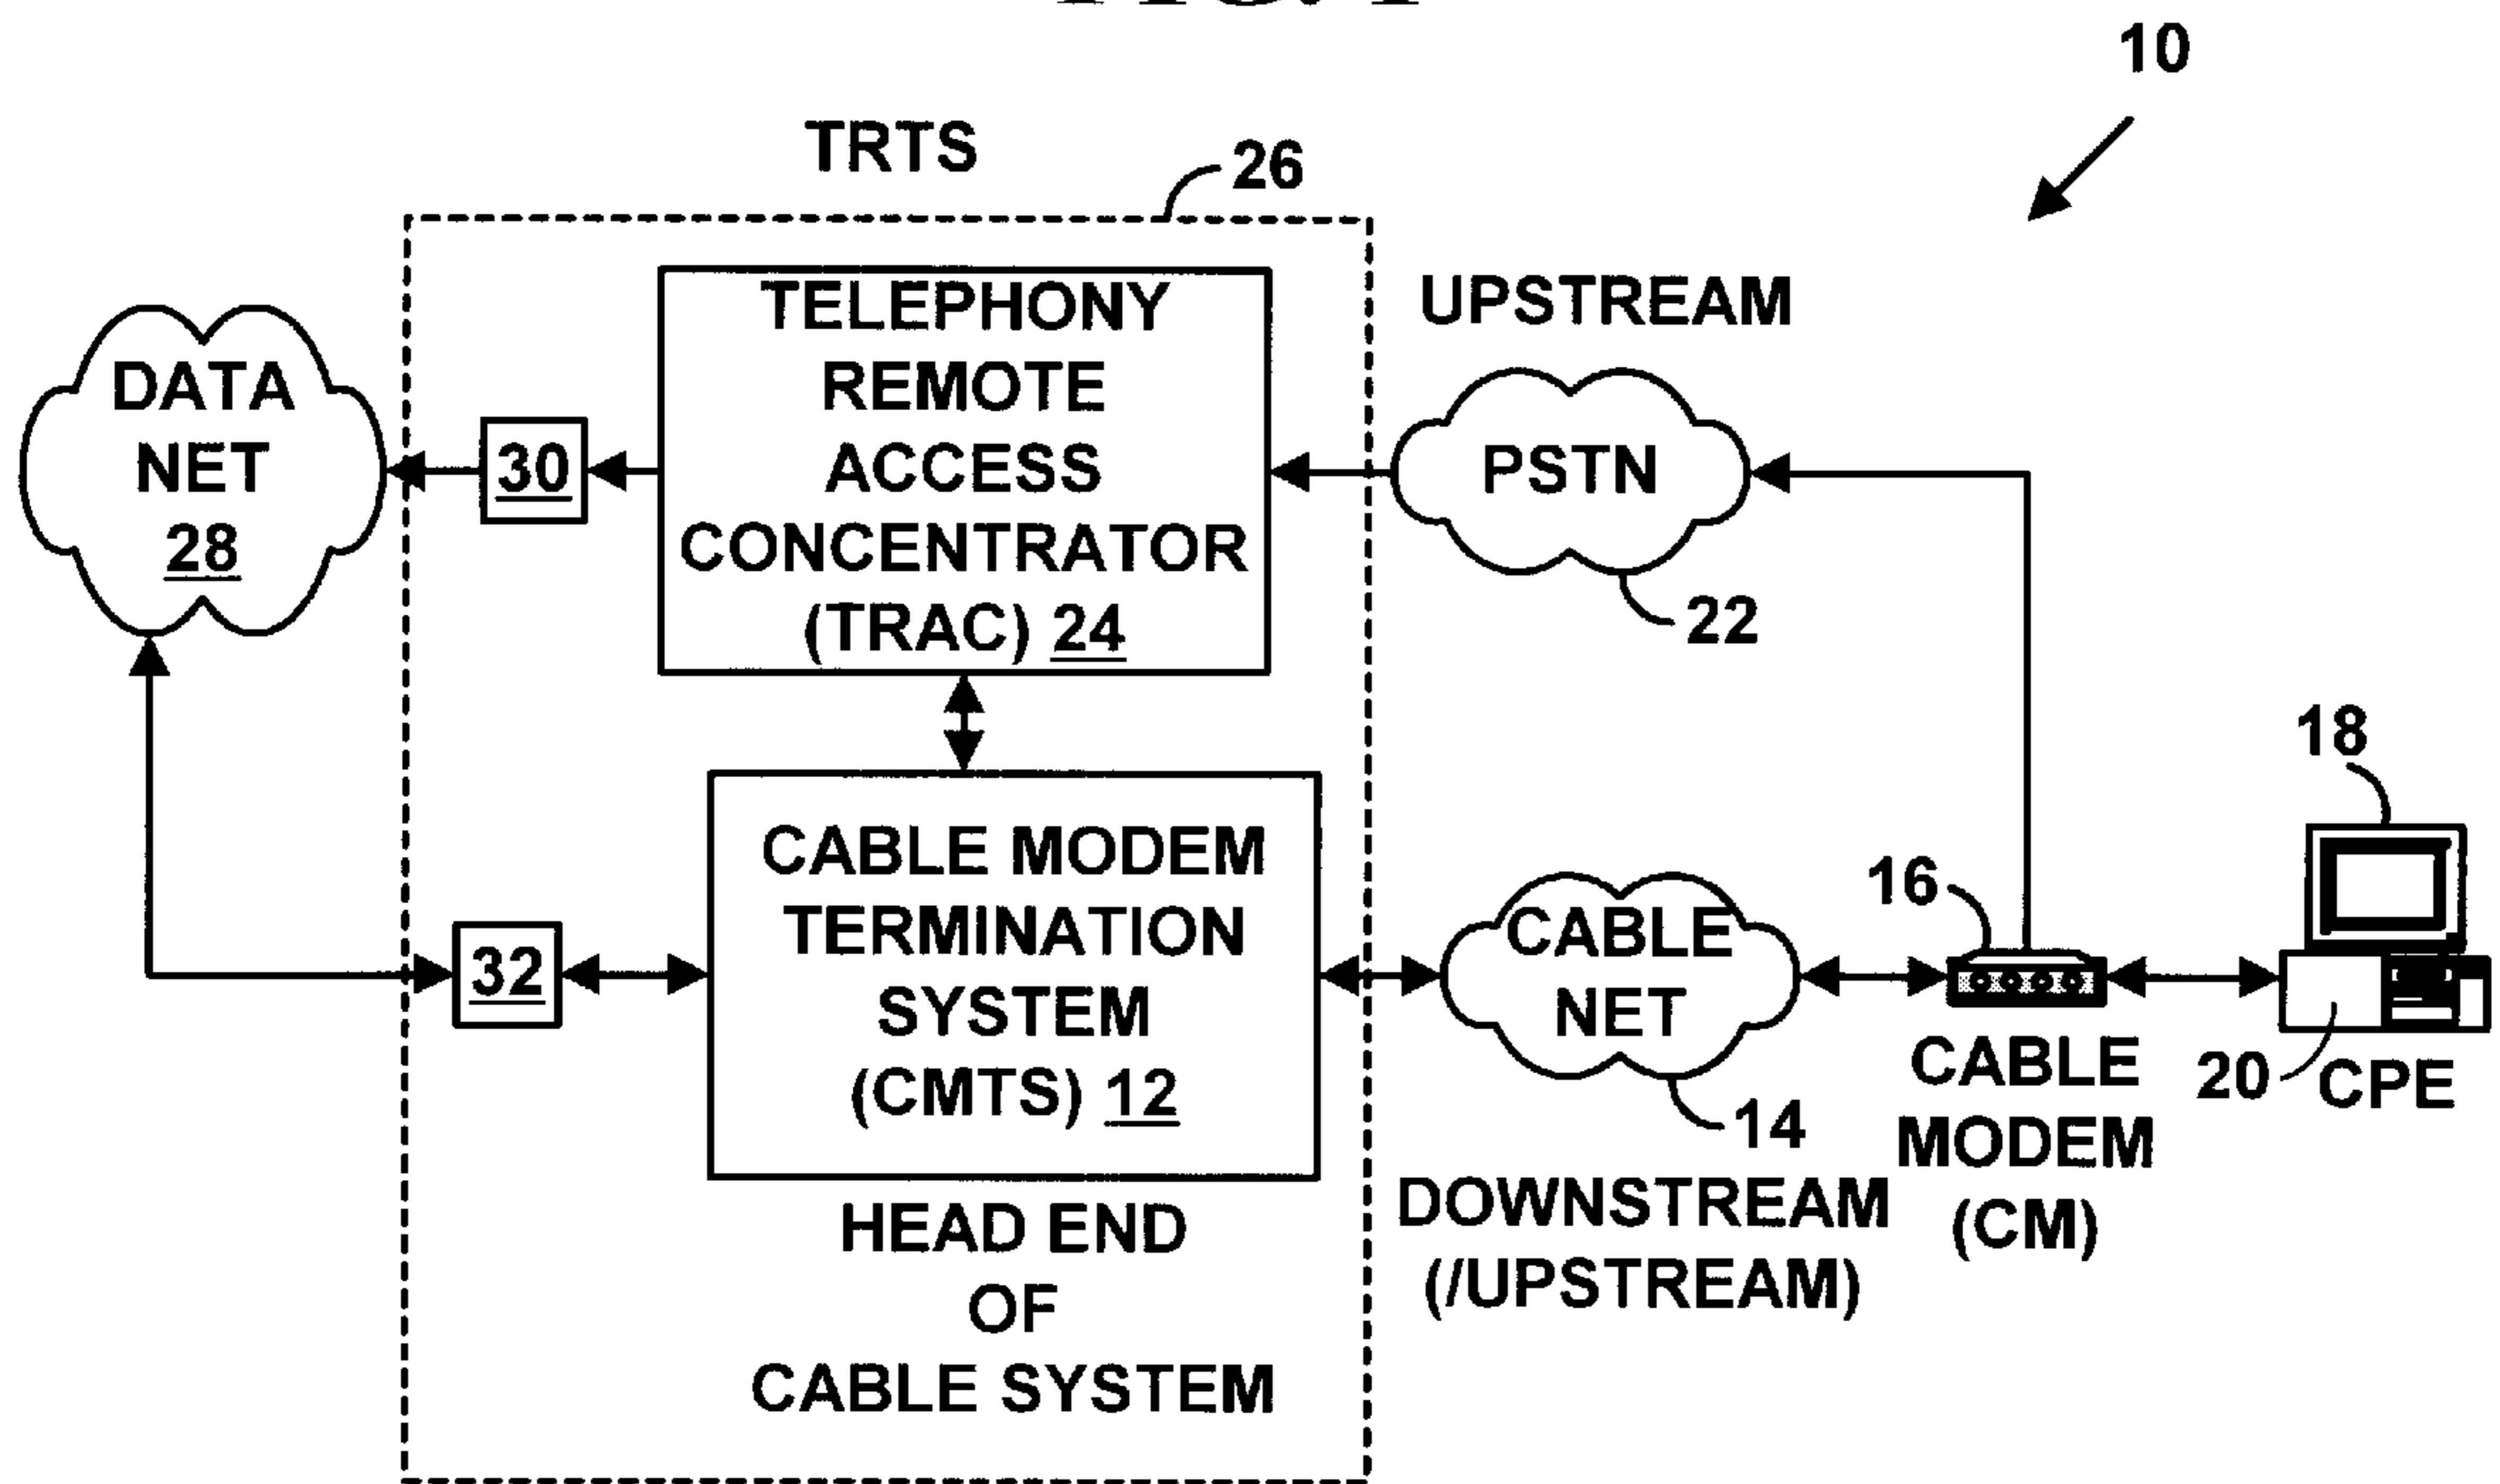 10
TRTS
26
TELEPHONY
REMOTE
ACCESS
CONCENTRATOR
(TRAC) 24
UPSTREAM
DATA
NET
28
30
PSTN
22
18
CABLE MODEM
TERMINATION
SYSTEM
(CMTS) 12
32
CABLE
NET
14
16
CABLE
MODEM
(CM)
20
CPE
HEAD END
OF
CABLE SYSTEM
DOWNSTREAM
(/UPSTREAM)